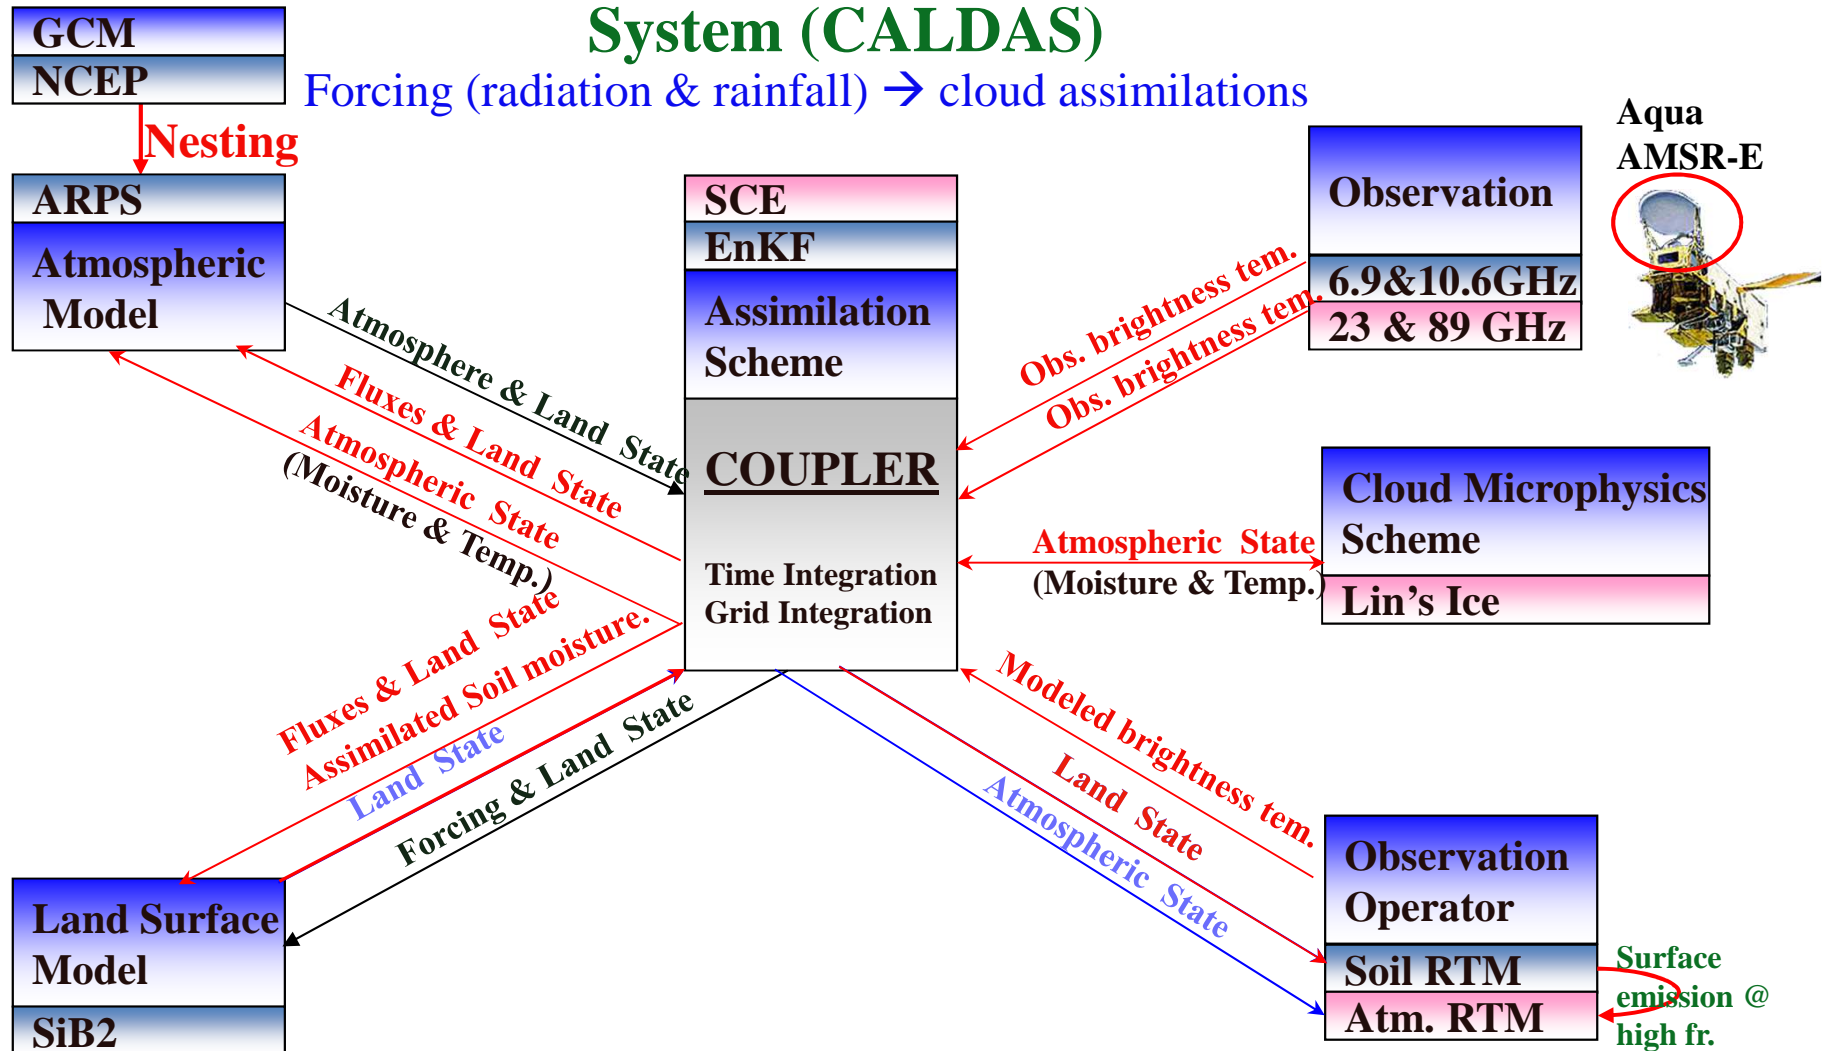 System (CALDAS)
Forcing (radiation & rainfall) → cloud assimilations
GCM
NCEP
Nesting
ARPS
Atmospheric
Model
SCE
EnKF
Assimilation
Scheme
COUPLER
Time Integration
Grid Integration
Observation
6.9&10.6GHz
23 & 89 GHz
Aqua
AMSR-E
Atmosphere & Land State
Fluxes & Land State
Atmospheric State
(Moisture & Temp.)
Obs. brightness tem.
Obs. brightness tem.
Atmospheric State
(Moisture & Temp.)
Cloud Microphysics
Scheme
Lin's Ice
Fluxes & Land State
Assimilated Soil moisture.
Land State
Forcing & Land State
Modeled brightness tem.
Land State
Atmospheric State
Land Surface
Model
SiB2
Observation
Operator
Soil RTM
Atm. RTM
Surface
emission @
high fr.